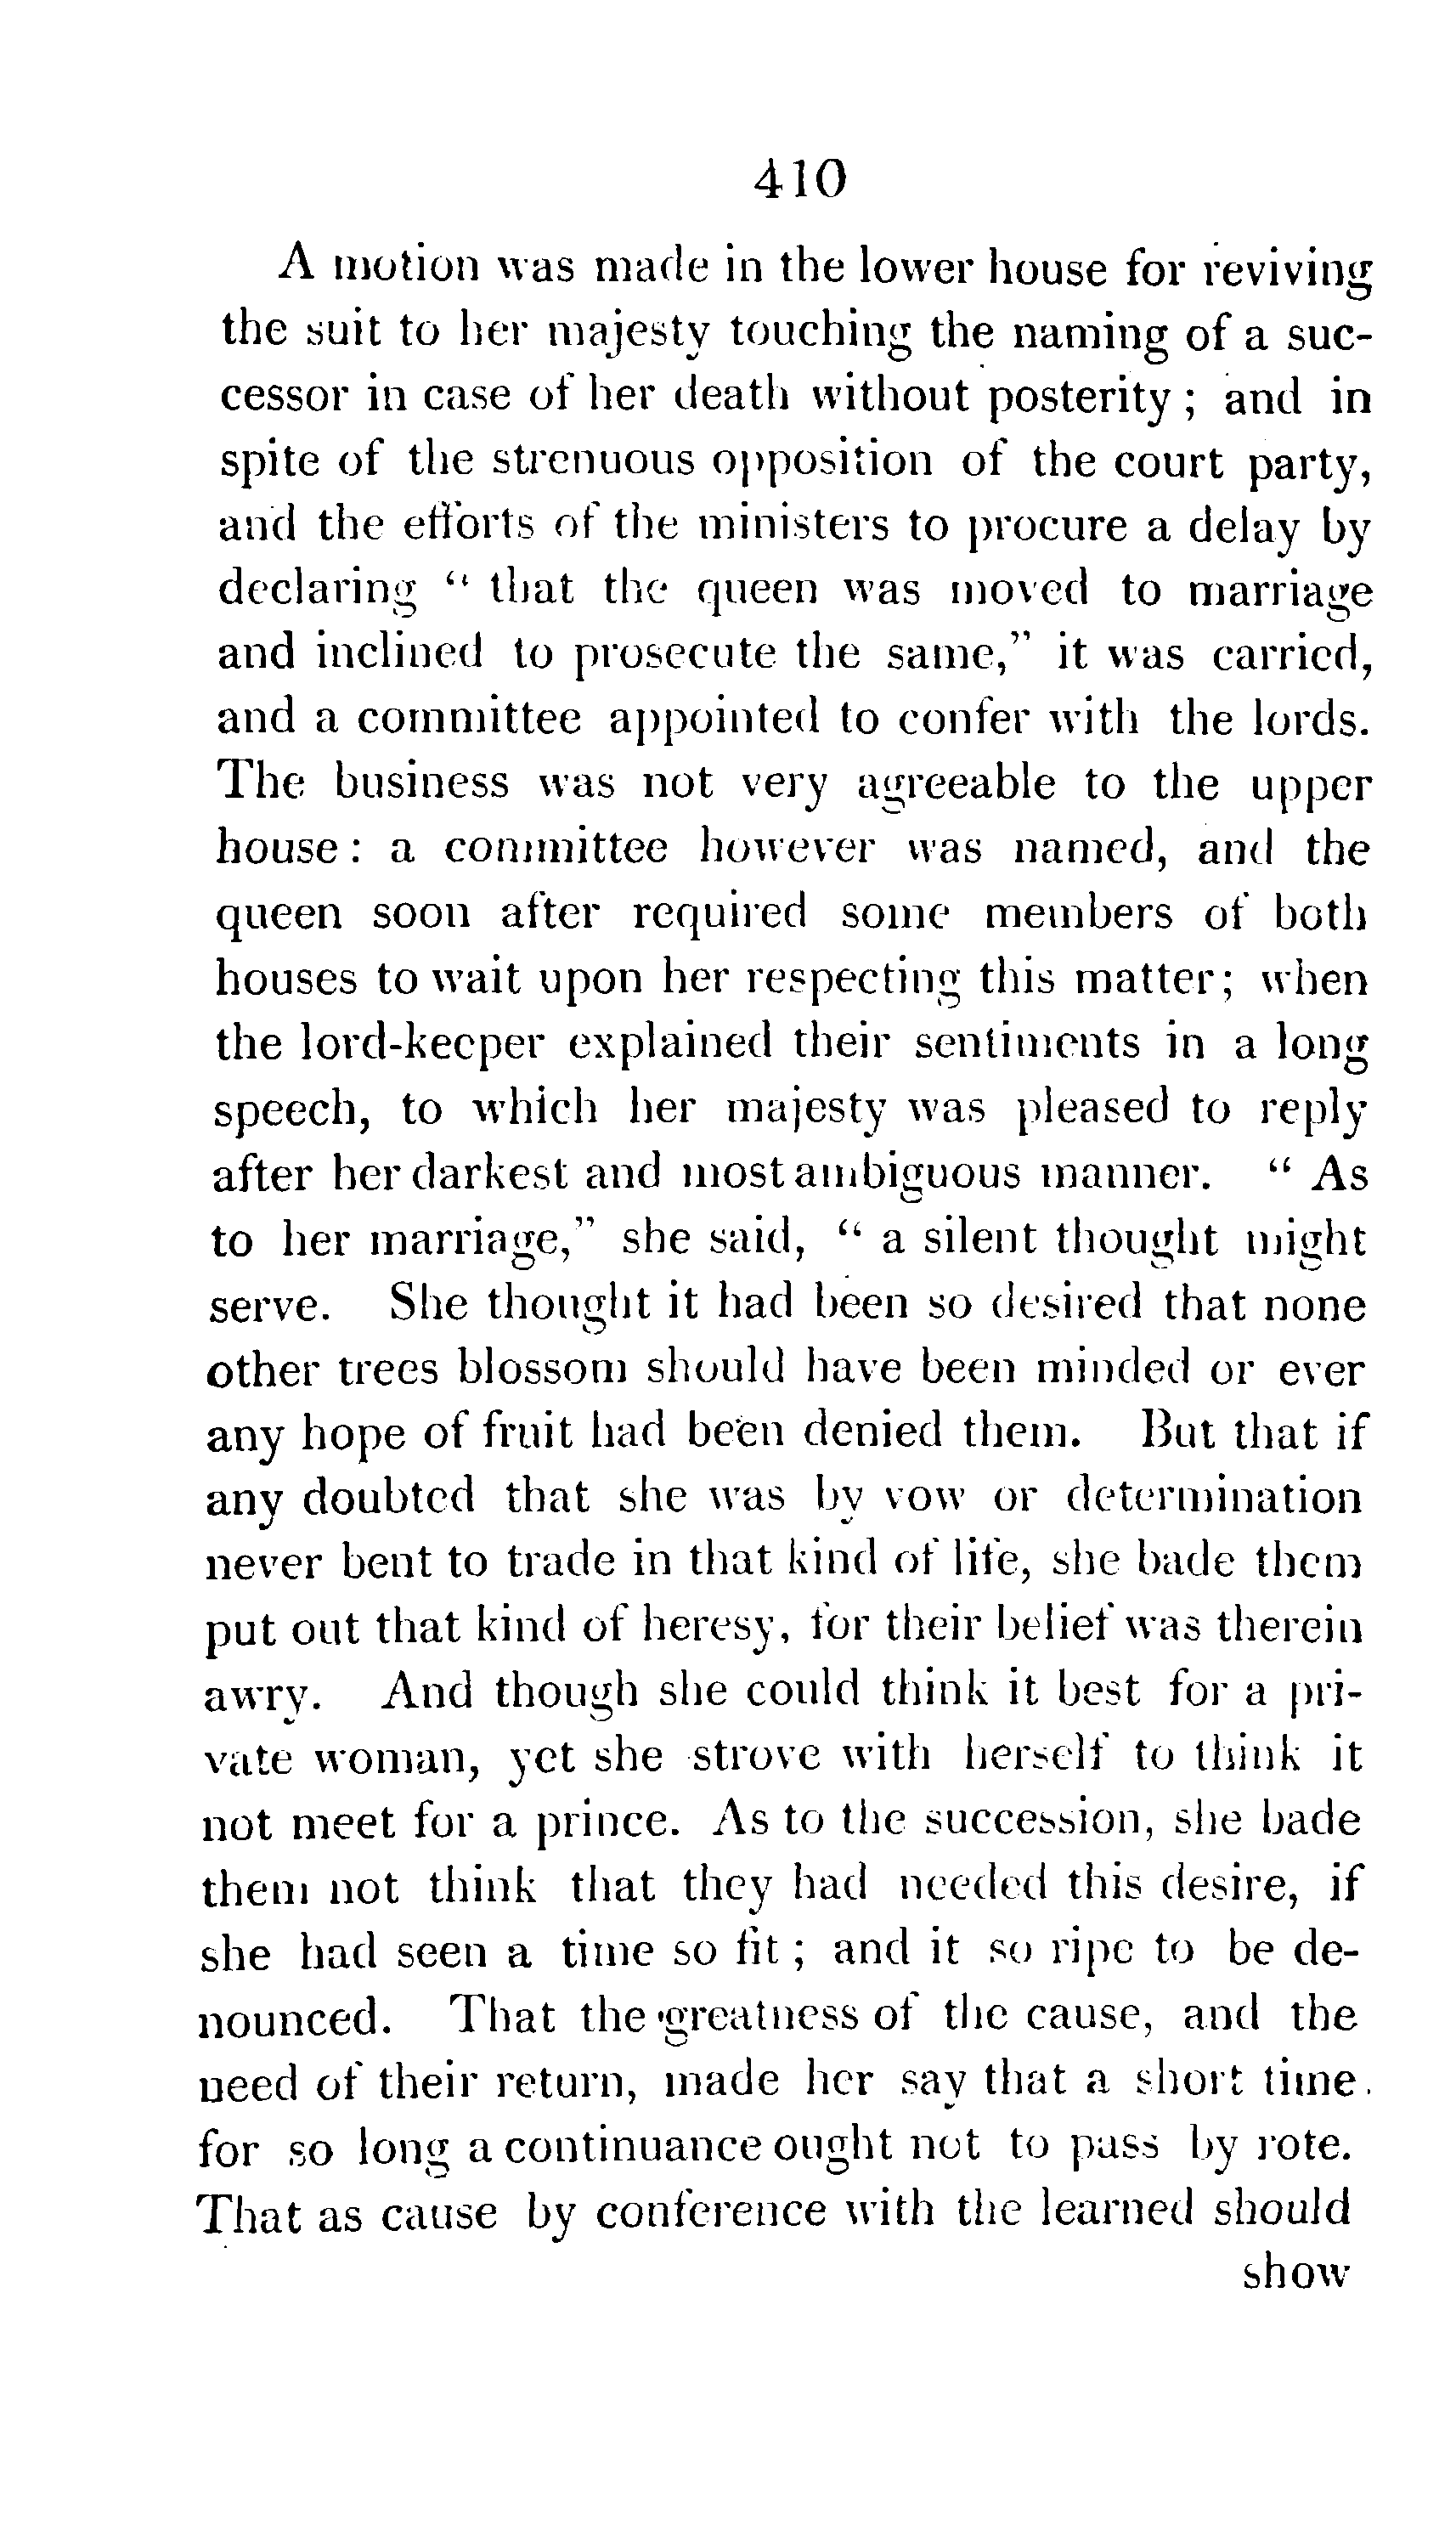 410
A motion was made in the lower house for reviving
the suit to her majesty touching the naming of a suc-
cessor in case of her death without posterity ; and in
spite of the strenuous opposition of the court party,
and the efforts of the ministers to procure a delay by
declaring “ that the queen was moved to marriage
and inclined to prosecute the same,” it was carried,
and a committee appointed to confer with the lords.
The business was not very agreeable to the upper
house : a committee however was named, and the
queen soon after required some members of both
houses to wait upon her respecting this matter; when
the lord-keeper explained their sentiments in a long
speech, to which her majesty was pleased to reply
after her darkest and most ambiguous manner. “ As
to her marriage,” she said, “ a silent thought might
serve. She thought it had been so desired that none
other trees blossom should have been minded or ever
any hope of fruit had been denied them. But that if
any doubted that she was by vow or determination
never bent to trade in that kind of life, she bade them
put out that kind of heresy, for their belief was therein
awry. And though she could think it best for a pri-
vate woman, yet she strove with herself to think it
not meet for a prince. As to the succession, she bade
them not think that they had needed this desire, if
she had seen a time so fit ; and it so ripe to be de-
nounced. That the greatness of the cause, and the
need of their return, made her say that a short time.
for so long a continuance ought not to pass by rote.
That as cause by conference with the learned should
show